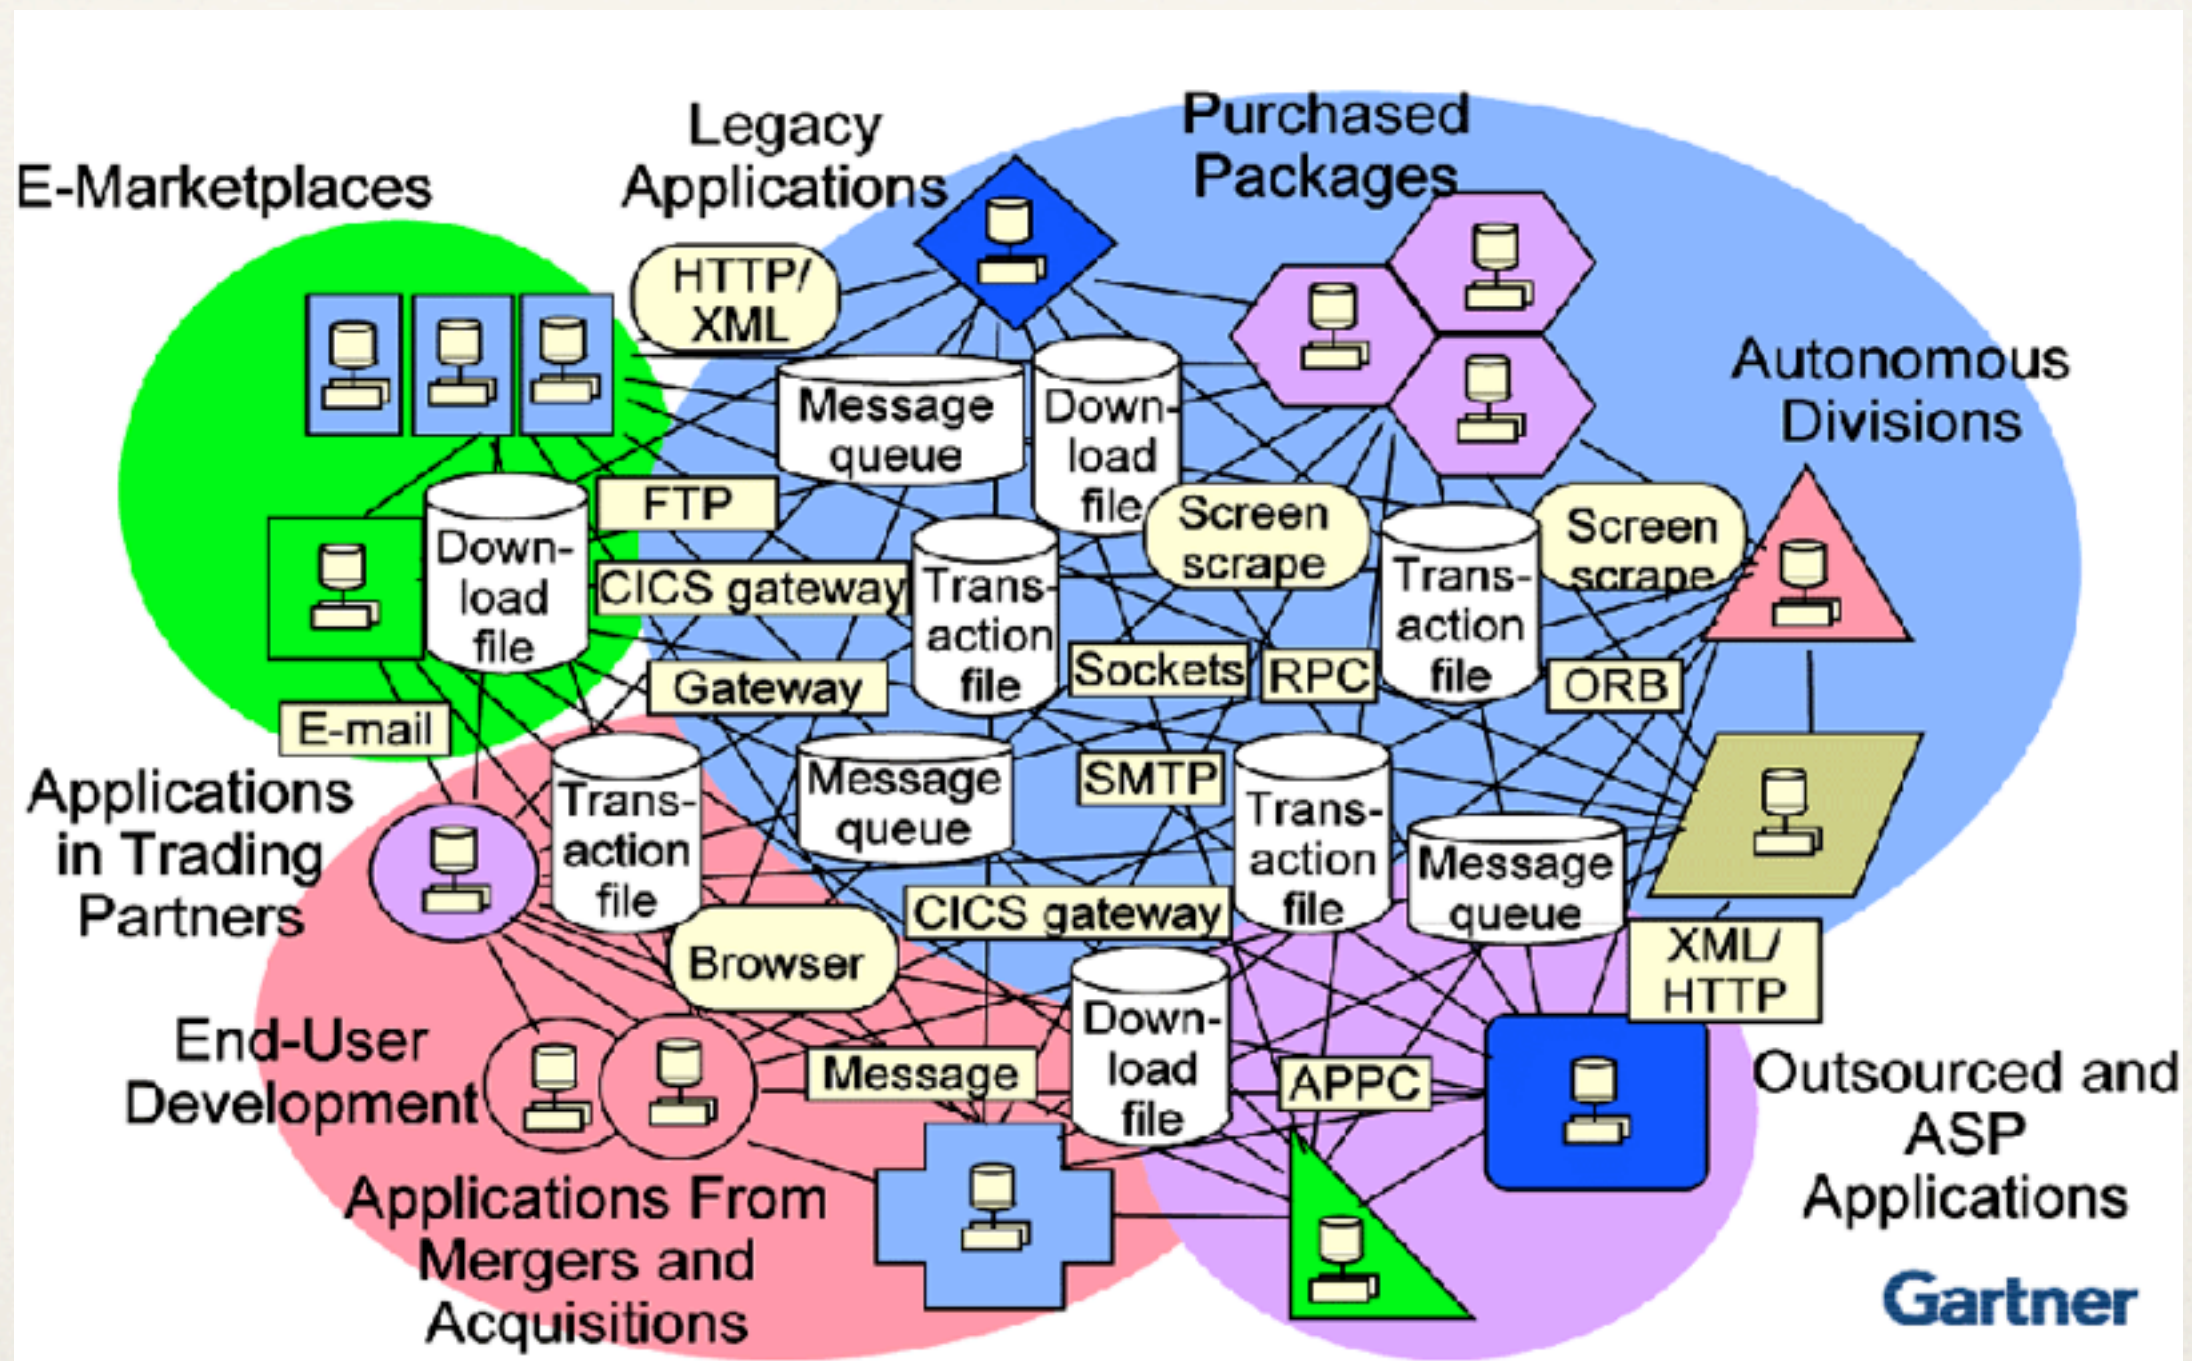 Legacy
Applications
Purchased
Packages
E-Marketplaces
HTTP/
XML
Autonomous
Divisions
Message
queue
Down-
load
file
FTP
Screen
scrape
Screen
scrape
Down-
load
file
CICS gateway
Trans-
action
file
Trans-
action
file
Gateway
Sockets
RPC
ORB
E-mail
Trans-
action
file
Message
queue
SMTP
Trans-
action
file
Message
queue
Applications
in Trading
Partners
CICS gateway
Browser
XML/
HTTP
Down-
load
file
End-User
Development
Message
APPC
Outsourced and
ASP
Applications
Applications From
Mergers and
Acquisitions
Gartner